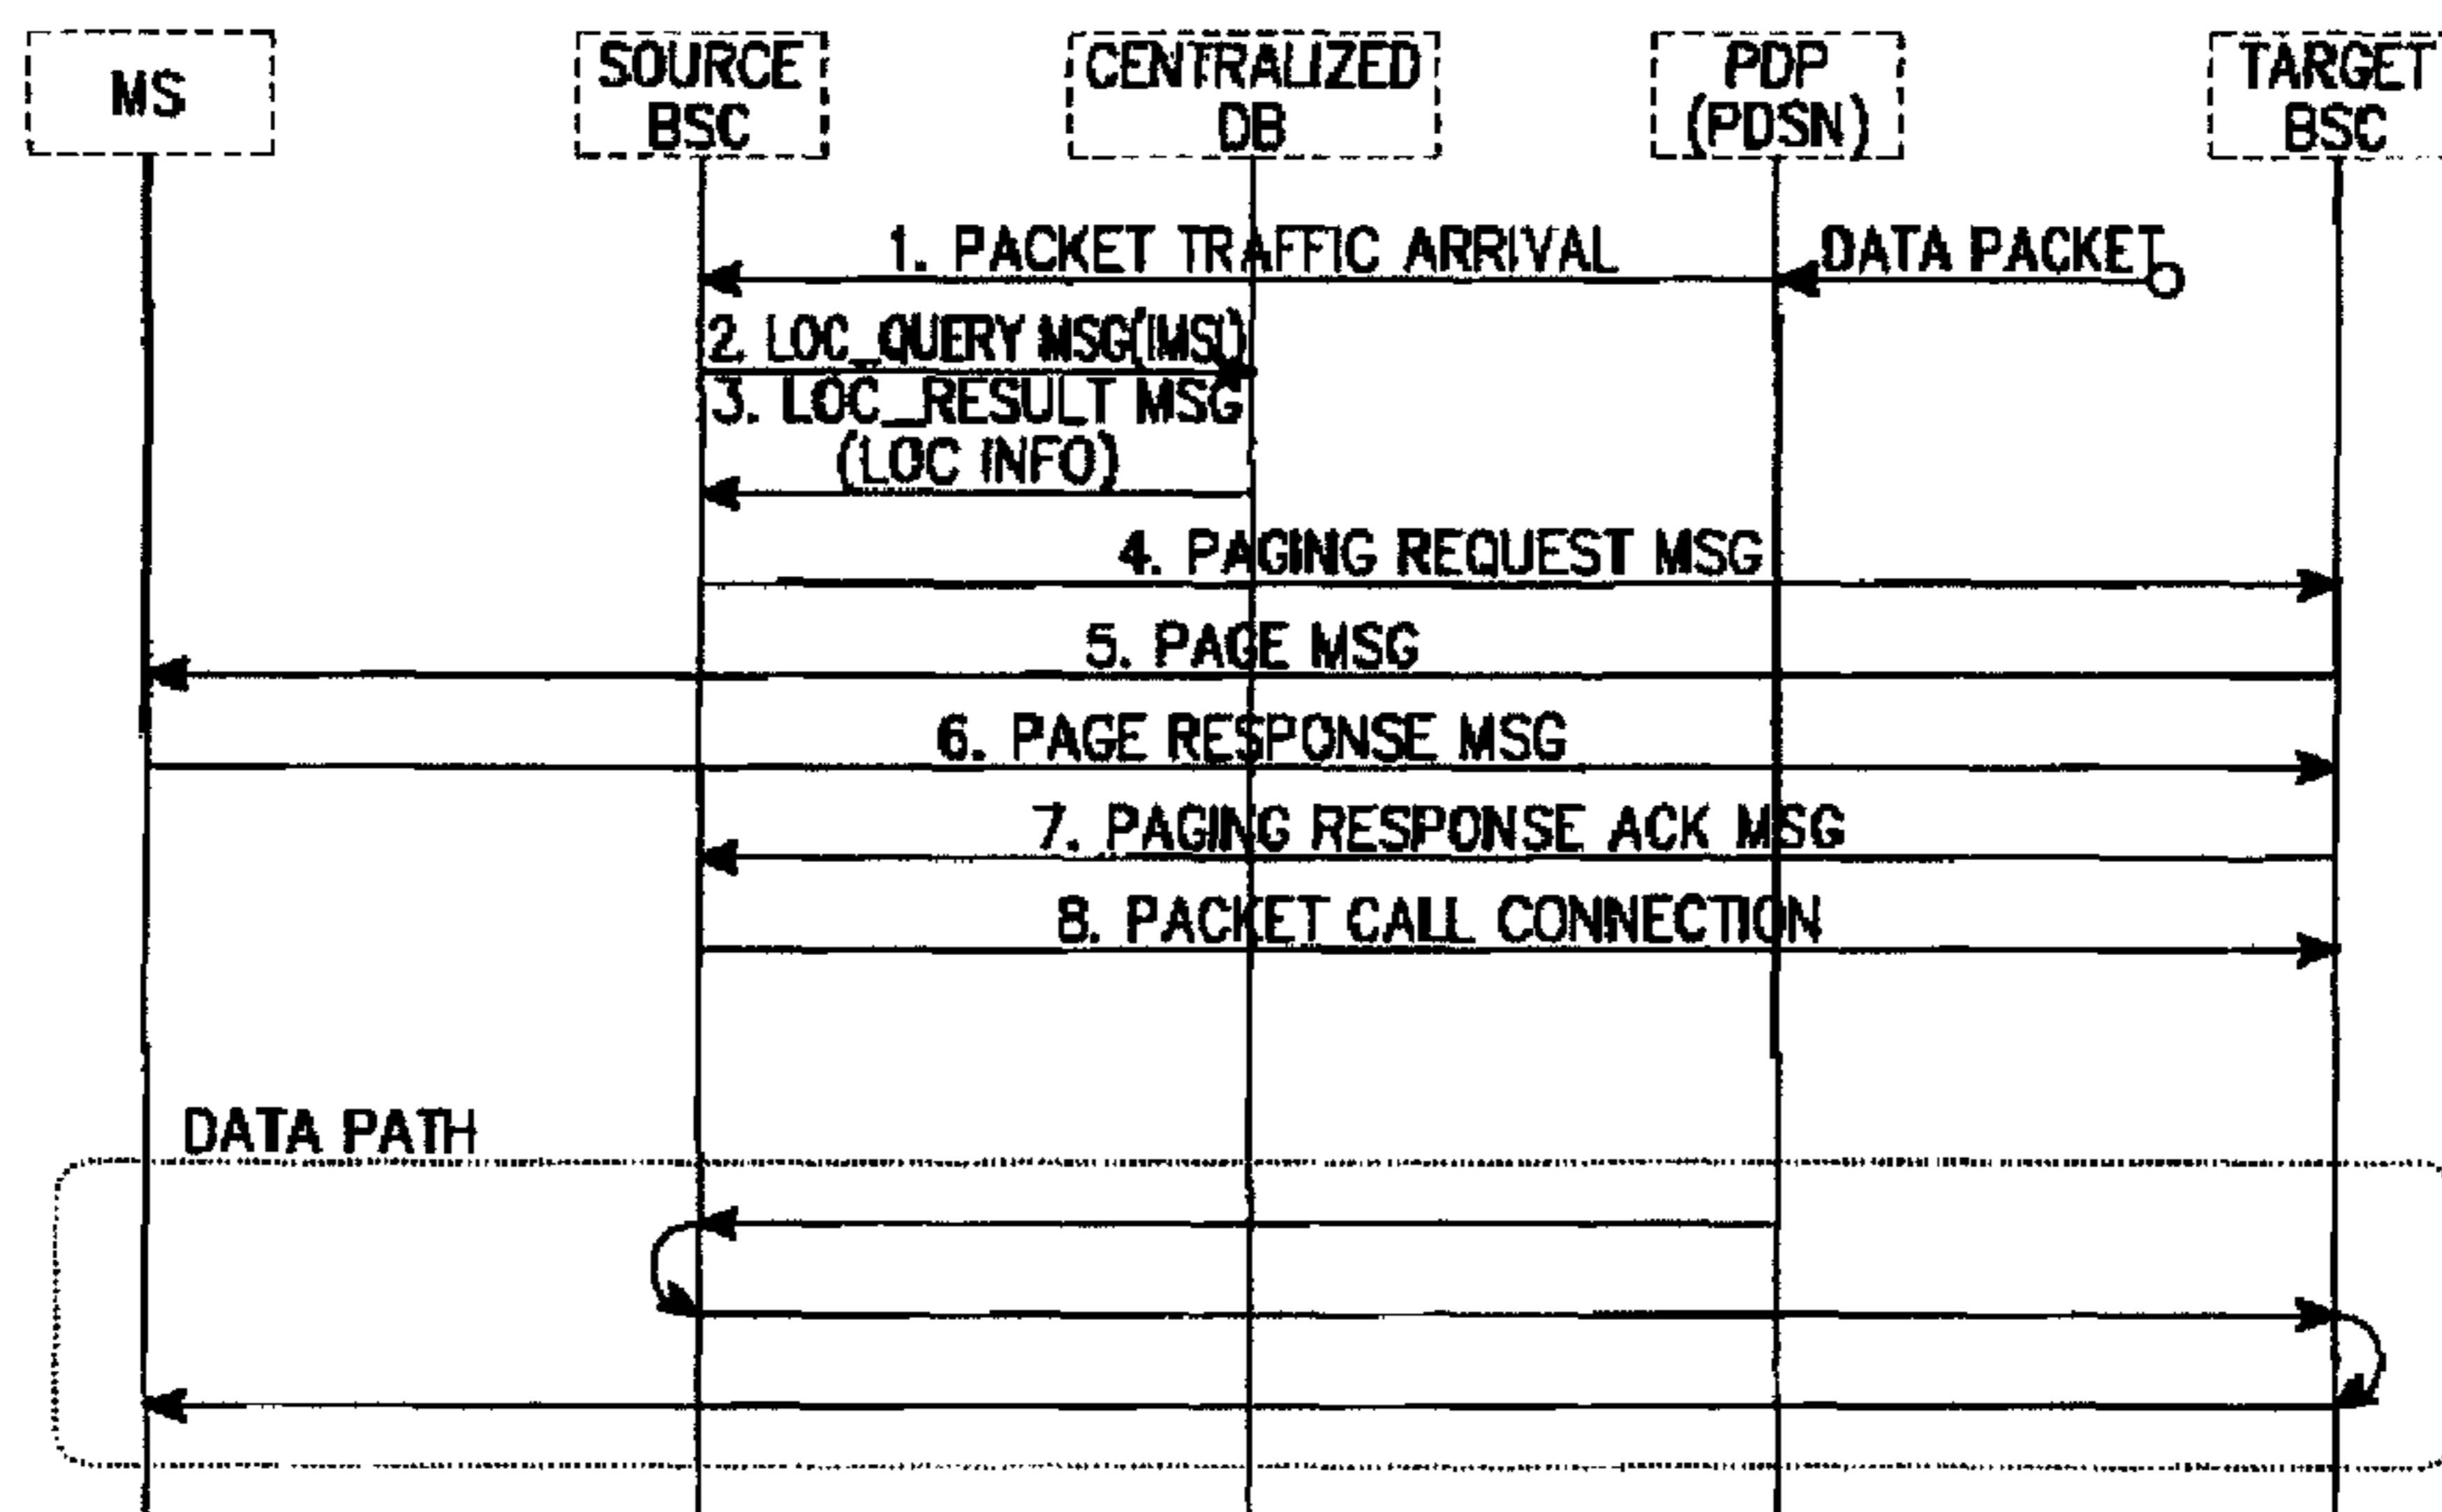 MS
SOURCE
BSC
CENTRALIZED
DB
PDP
(PDSN)
TARGET
BSC
1. PACKET TRAFFIC ARRIVAL
DATA PACKET
2. LOC_QUERY MSG(IMSI)
3. LOC_RESULT MSG
(LOC INFO)
4. PAGING REQUEST MSG
5. PAGE MSG
6. PAGE RESPONSE MSG
7. PAGING RESPONSE ACK MSG
8. PACKET CALL CONNECTION
DATA PATH